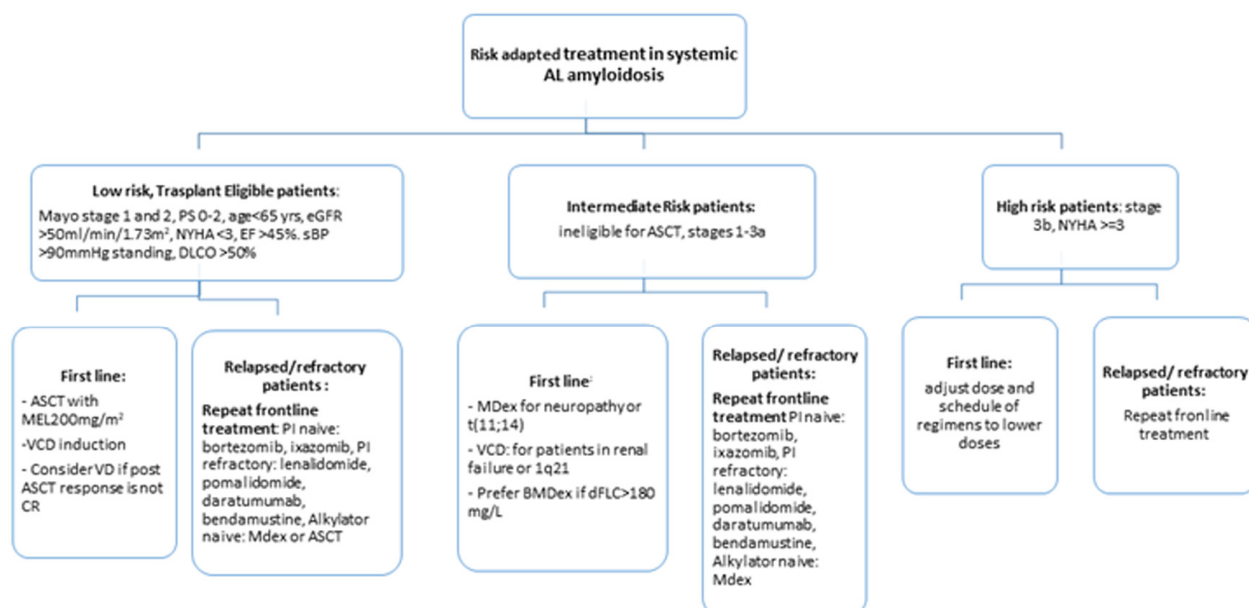 Risk adapted treatment in systemic
AL amyloidosis
Low risk, Trasplant Eligible patients:
Mayo stage 1 and 2, PS 0-2, age<65 yrs, eGFR
>50ml/min/1.73m², NYHA <3, EF >45%. sBP
>90mmHg standing, DLCO >50%
Intermediate Risk patients:
ineligible for ASCT, stages 1-3a
High risk patients: stage
3b, NYHA >=3
First line:
- ASCT with
MEL200mg/m²
-VCD induction
- Consider VD if post
ASCT response is not
CR
Relapsed/ refractory
patients :
Repeat frontline
treatment: PI naive:
bortezomib, ixazomib, PI
refractory: lenalidomide,
pomalidomide,
daratumumab,
bendamustine, Alkylator
naive: Mdex or ASCT
First line:
- MDex for neuropathy or
t(11;14)
- VCD: for patients in renal
failure or 1q21
- Prefer BMDex if dFLC>180
mg/L
Relapsed/ refractory
patients:
Repeat frontline
treatment PI naive:
bortezomib,
ixazomib, PI
refractory:
lenalidomide,
pomalidomide,
daratumumab,
bendamustine,
Alkylator naive:
Mdex
First line:
adjust dose and
schedule of
regimens to lower
doses
Relapsed/ refractory
patients:
Repeat fronline
treatment